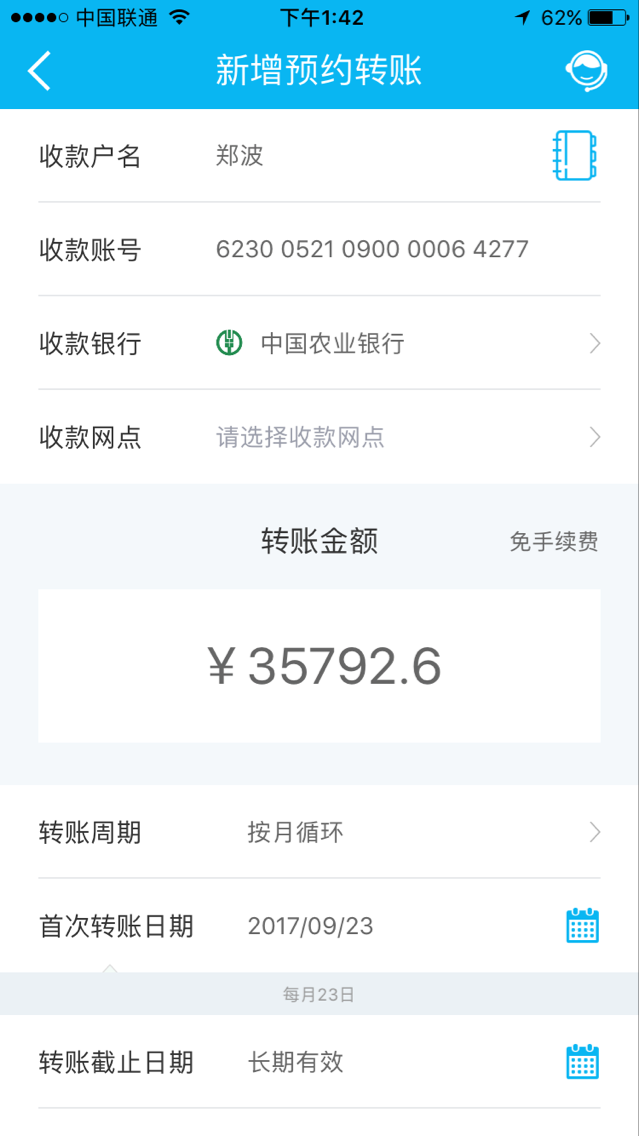 中国联通 下午1:42 62%
新增预约转账
收款户名 郑波
收款账号 6230 0521 0900 0006 4277
收款银行 中国农业银行
收款网点 请选择收款网点
转账金额 免手续费
￥35792.6
转账周期 按月循环
首次转账日期 2017/09/23
每月23日
转账截止日期 长期有效